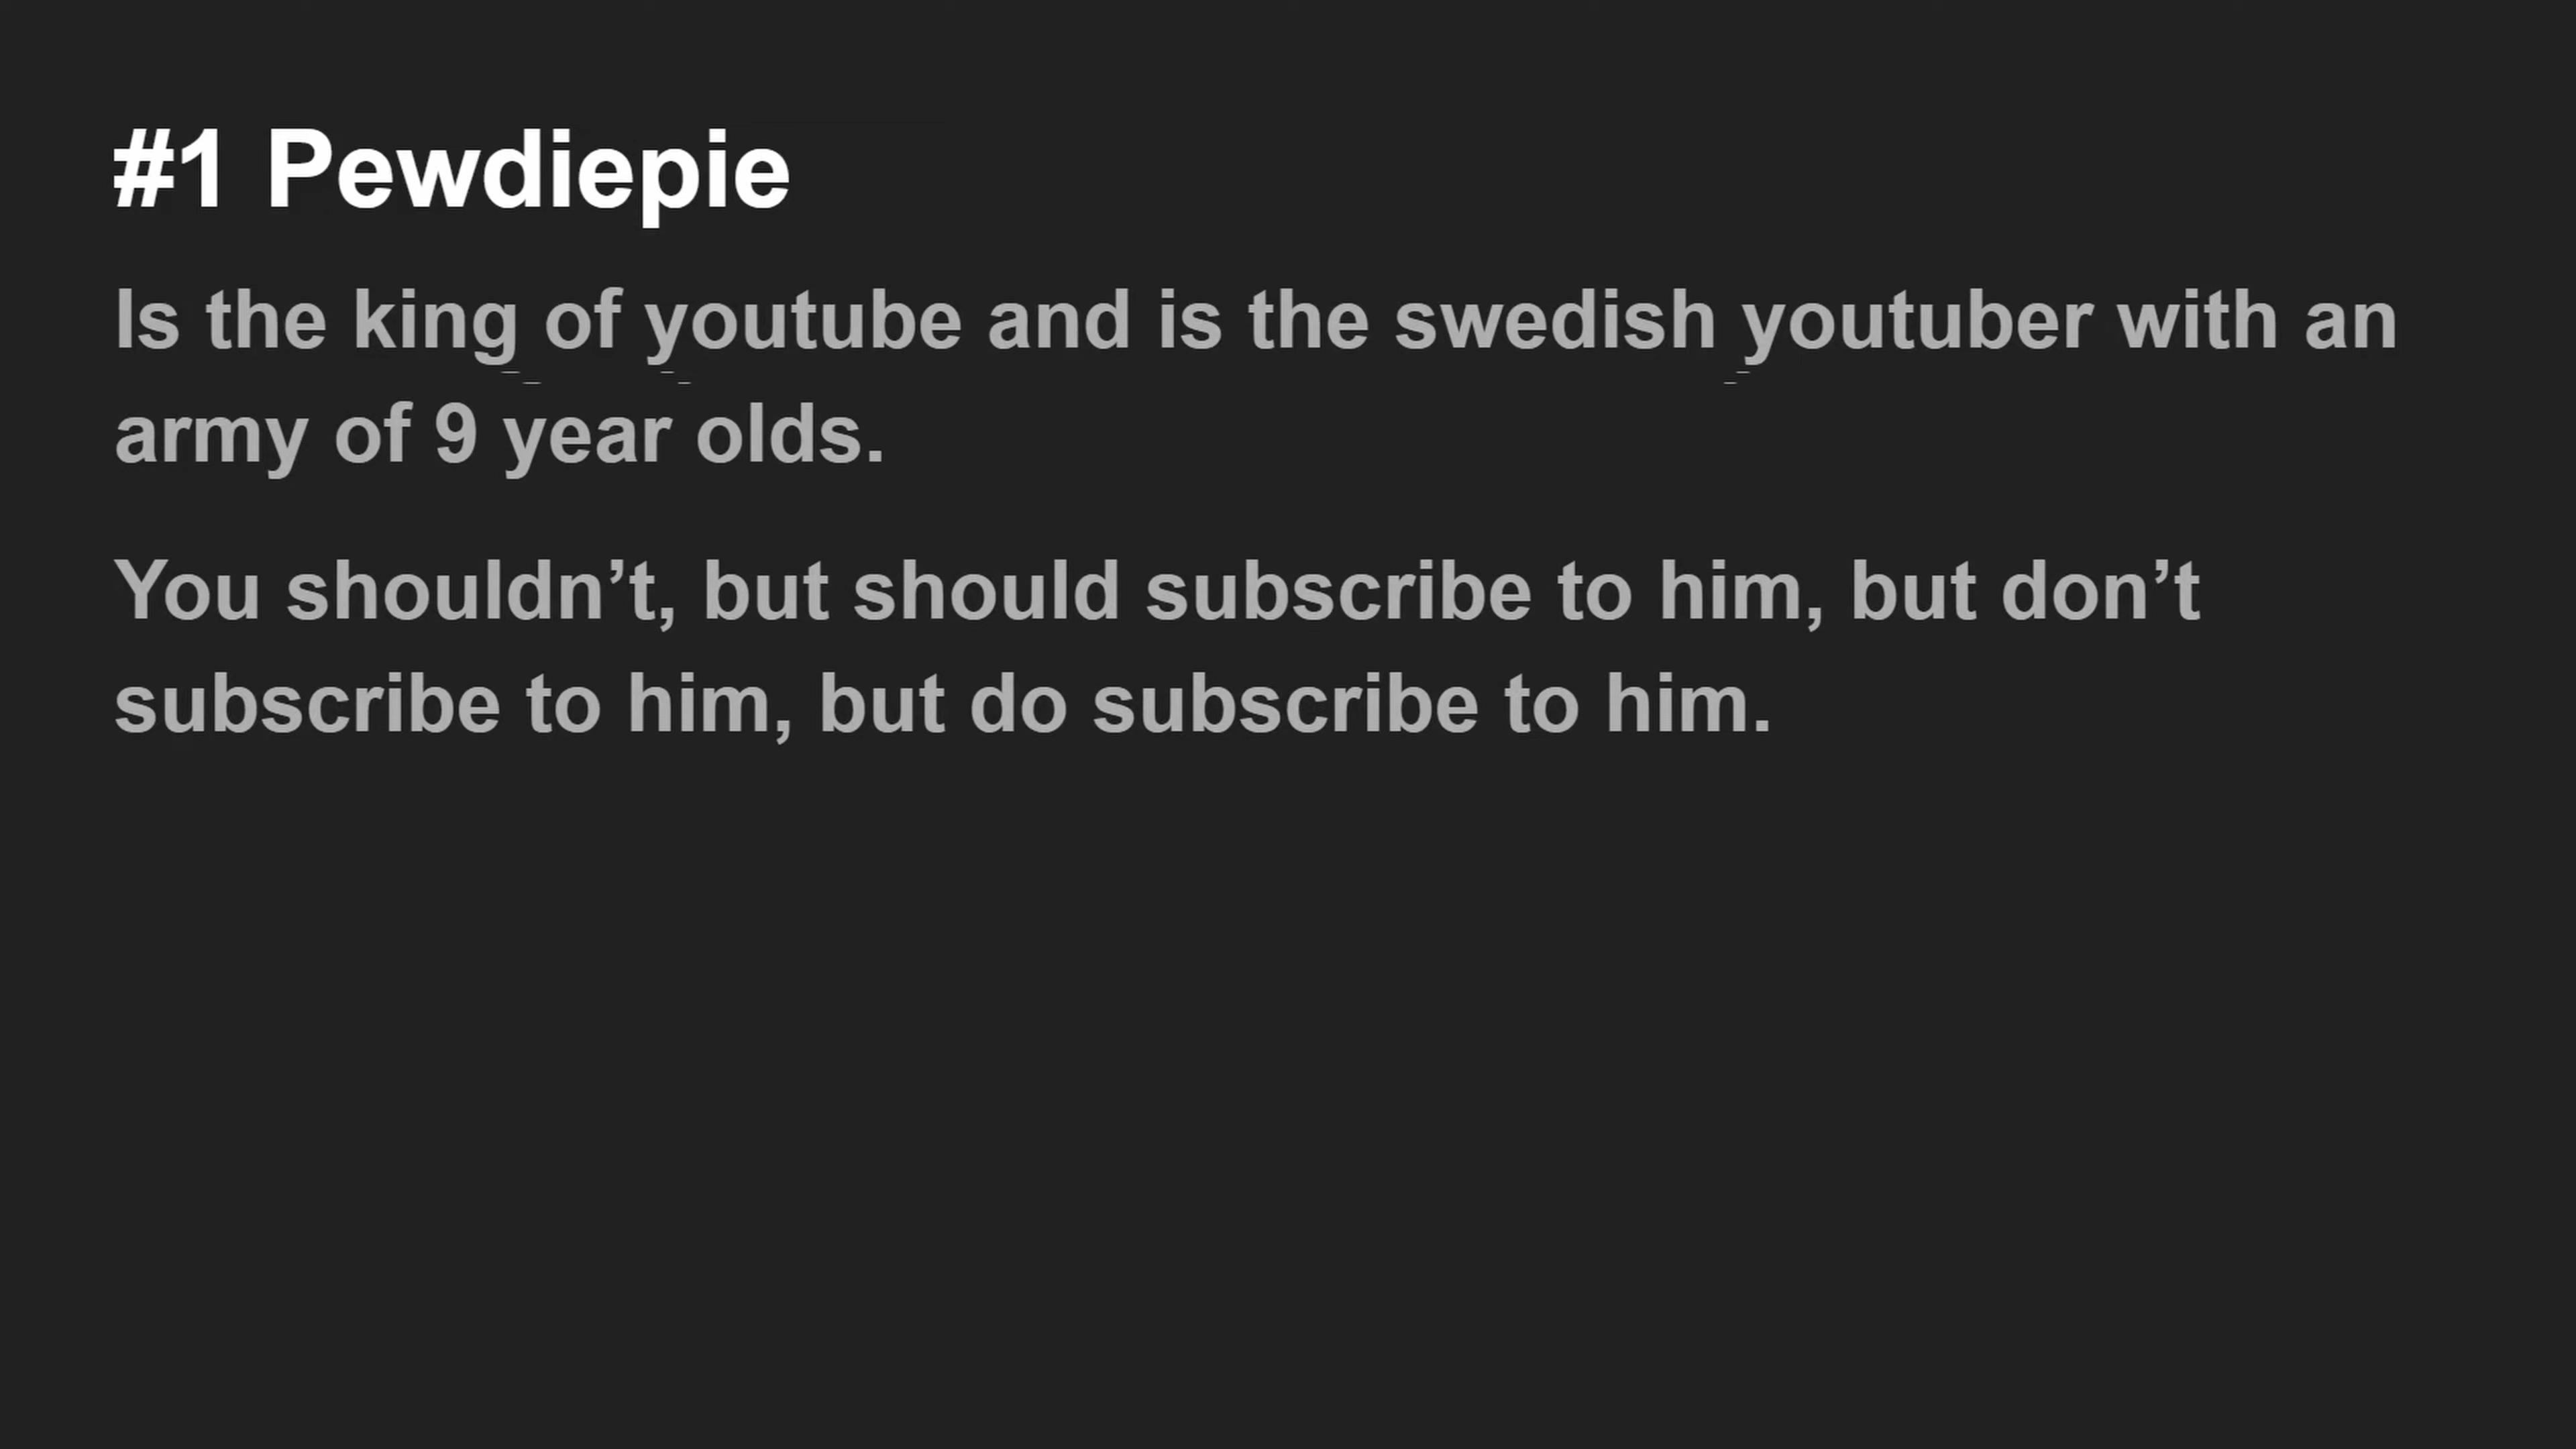 #1 Pewdiepie
Is the king of youtube and is the swedish youtuber with an
army of 9 year olds.
You shouldn’t, but should subscribe to him, but don’t
subscribe to him, but do subscribe to him.